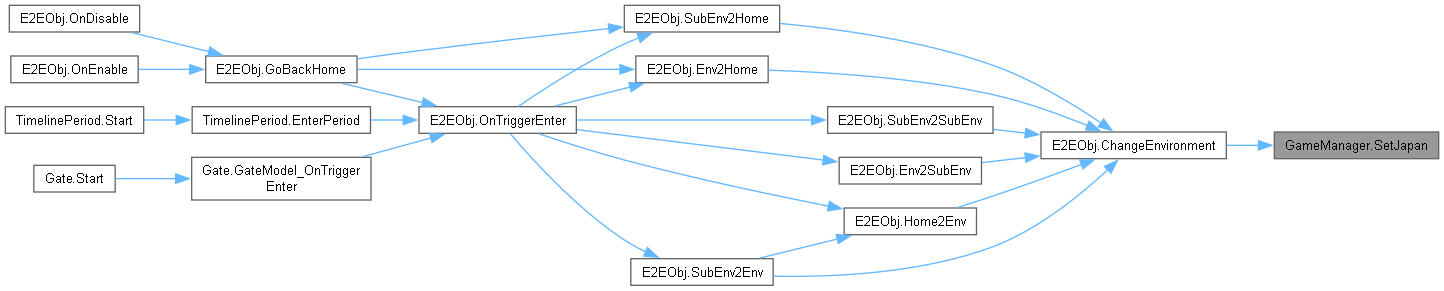 E2EObj.OnDisable
E2EObj.SubEnv2Home
E2EObj.OnEnable
E2EObj.GoBackHome
E2EObj.Env2Home
TimelinePeriod.Start
TimelinePeriod.EnterPeriod
E2EObj.OnTriggerEnter
E2EObj.SubEnv2SubEnv
E2EObj.ChangeEnvironment
GameManager.SetJapan
Gate.Start
Gate.GateModel_OnTrigger
Enter
E2EObj.Env2SubEnv
E2EObj.Home2Env
E2EObj.SubEnv2Env